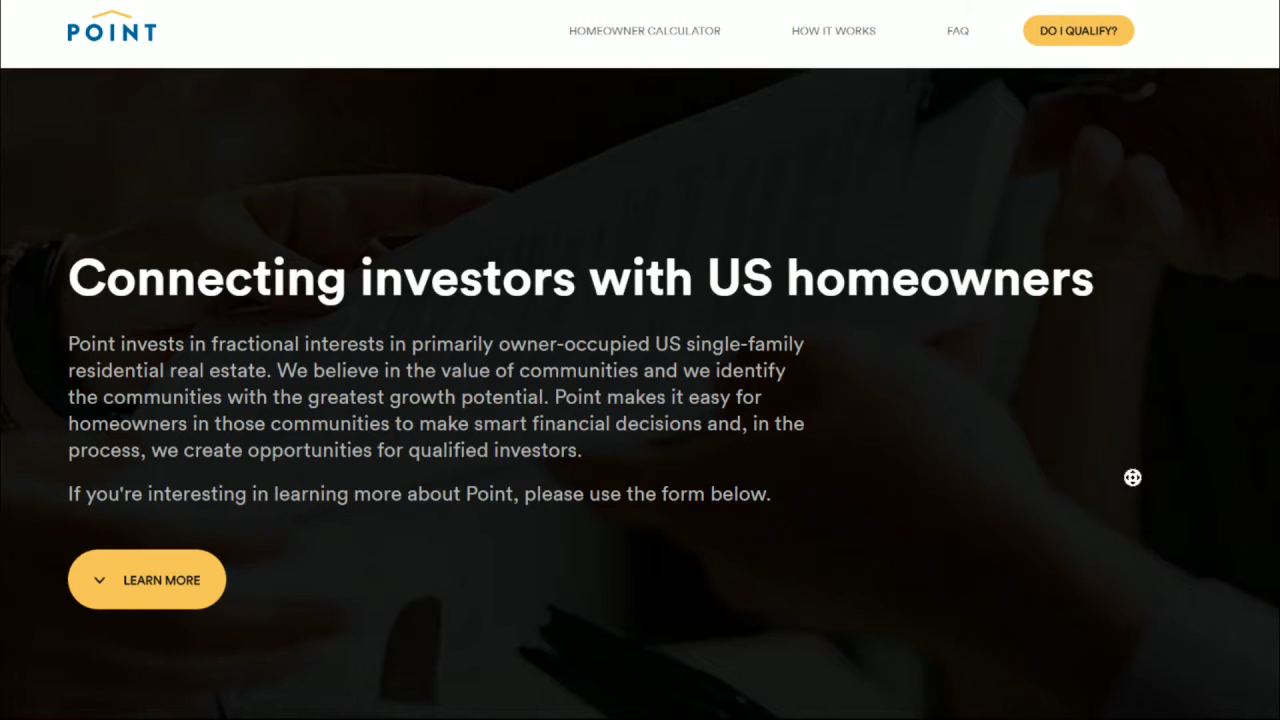 POINT
HOMEOWNER CALCULATOR
HOW IT WORKS
FAQ
DO I QUALIFY?
Connecting investors with US homeowners
Point invests in fractional interests in primarily owner-occupied US single-family
residential real estate. We believe in the value of communities and we identify
the communities with the greatest growth potential. Point makes it easy for
homeowners in those communities to make smart financial decisions and, in the
process, we create opportunities for qualified investors.
If you're interesting in learning more about Point, please use the form below.
LEARN MORE